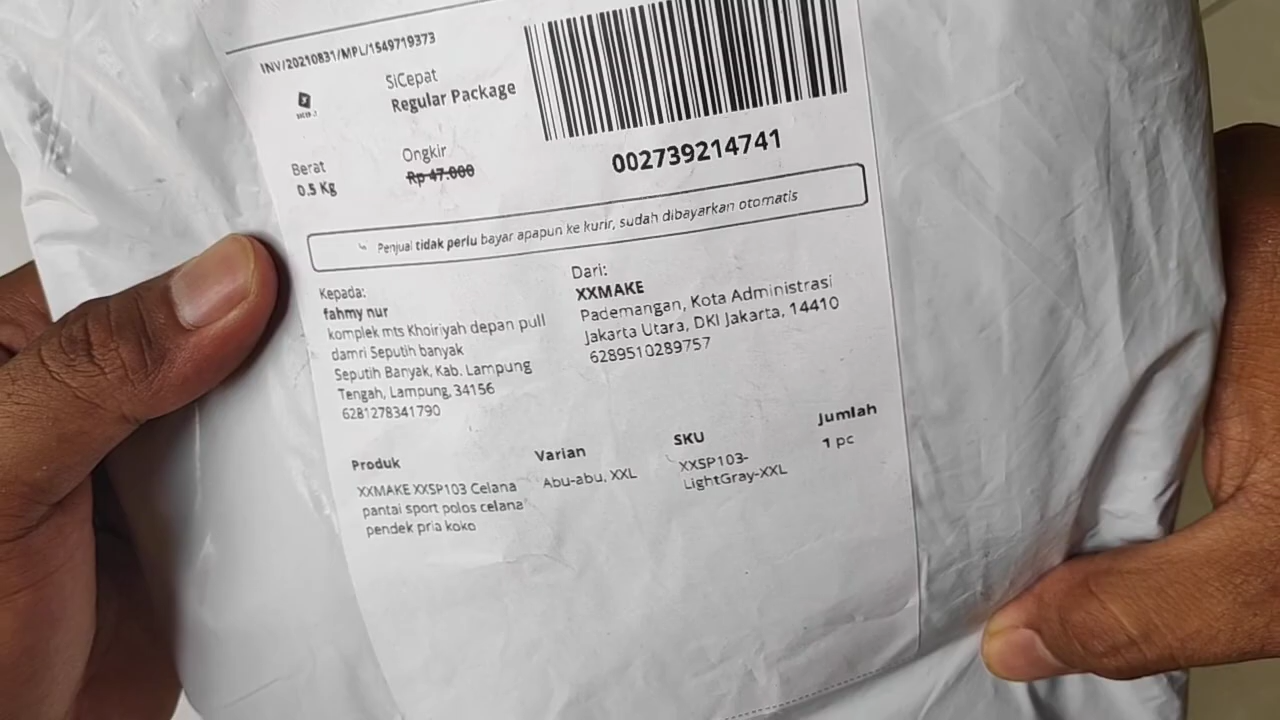 INV/20210831/MPL/1549719373
SiCepat
Regular Package
Berat
0.5 Kg
Ongkir
Rp 47.000
002739214741
Penjual tidak perlu bayar apapun ke kurir, sudah dibayarkan otomatis
Kepada:
fahmy nur
komplek mts Khoiriyah depan pull
damri Seputih banyak
Seputih Banyak, Kab. Lampung
Tengah, Lampung, 34156
6281278341790
Dari:
XXMAKE
Pademangan, Kota Administrasi
Jakarta Utara, DKI Jakarta, 14410
6289510289757
Produk
XXMAKE XXSP103 Celana
pantai sport polos celana
pendek pria koko
Varian
Abu-abu, XXL
SKU
XXSP103-
LightGray-XXL
Jumlah
1 pc